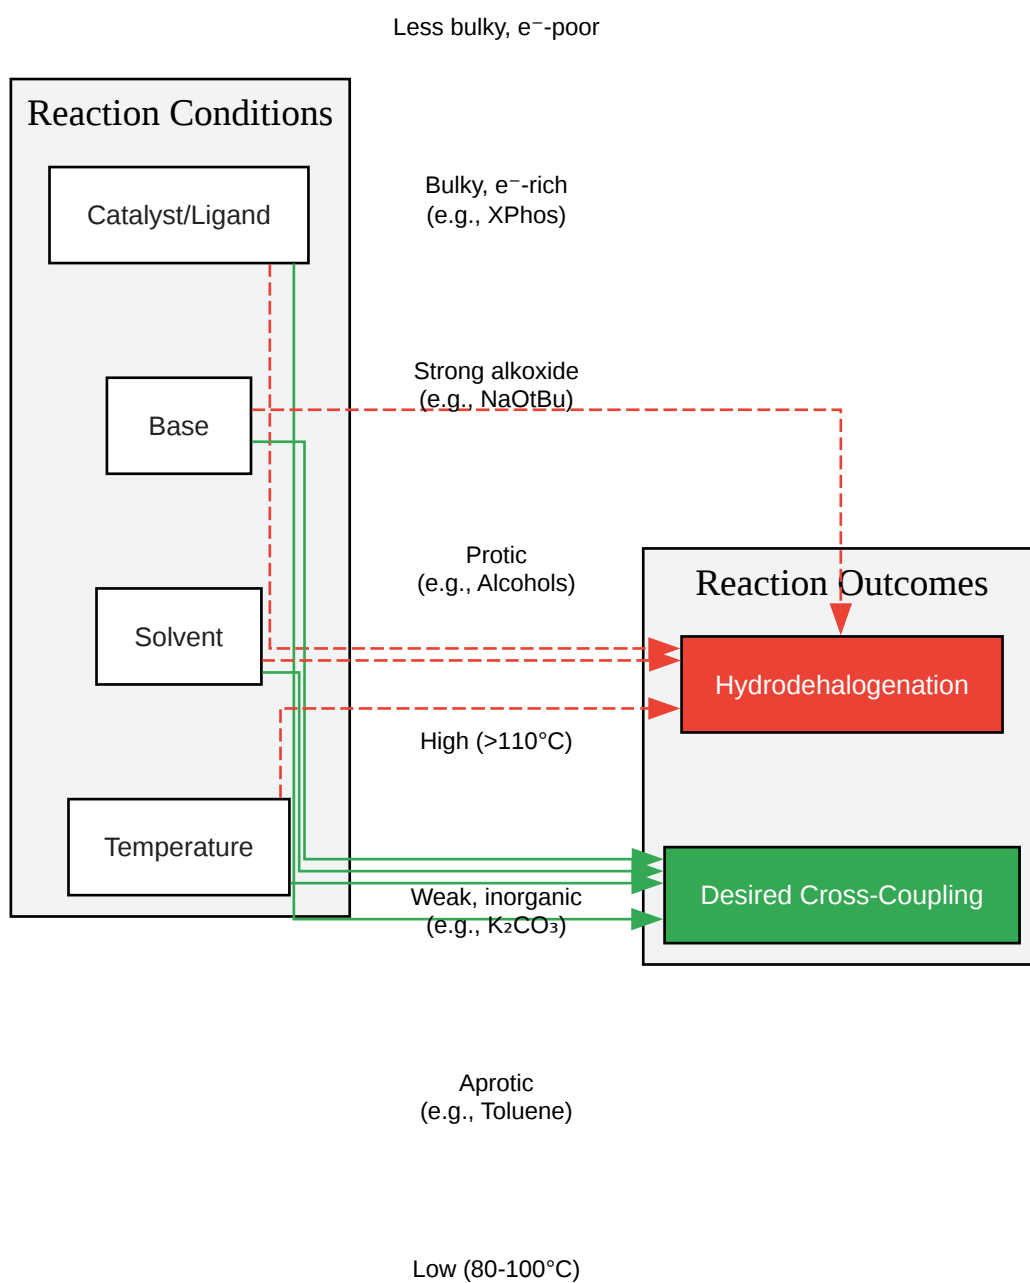 Less bulky, e⁻-poor
Reaction Conditions
Catalyst/Ligand
Bulky, e⁻-rich
(e.g., XPhos)
Strong alkoxide
(e.g., NaOtBu)
Base
Protic
(e.g., Alcohols)
Reaction Outcomes
Solvent
Hydrodehalogenation
High (>110°C)
Temperature
Weak, inorganic
(e.g., K₂CO₃)
Desired Cross-Coupling
Aprotic
(e.g., Toluene)
Low (80-100°C)